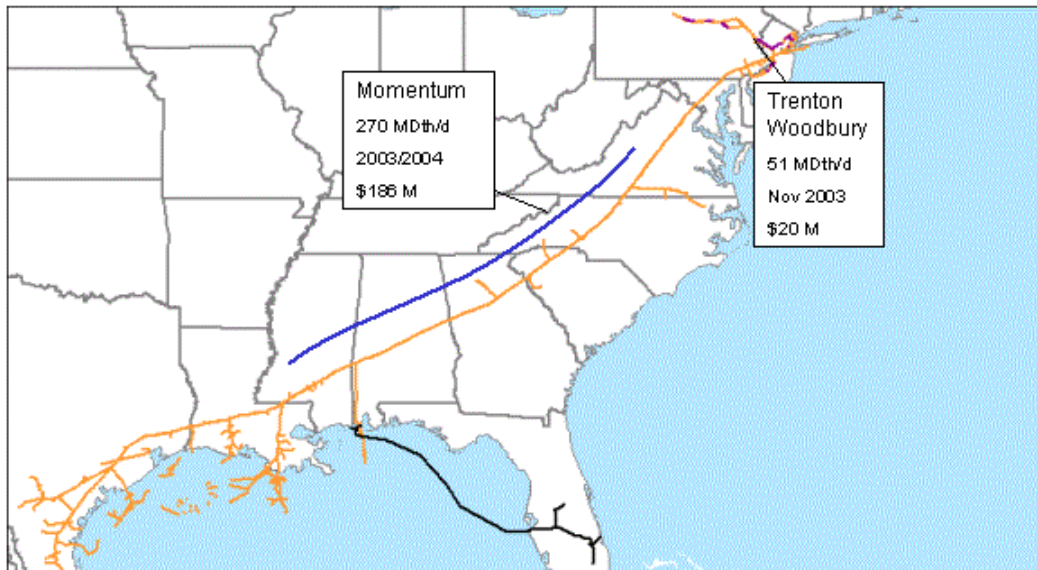 Momentum
270 MDth/d
2003/2004
$186 M
Trenton
Woodbury
51 MDth/d
Nov 2003
$20 M